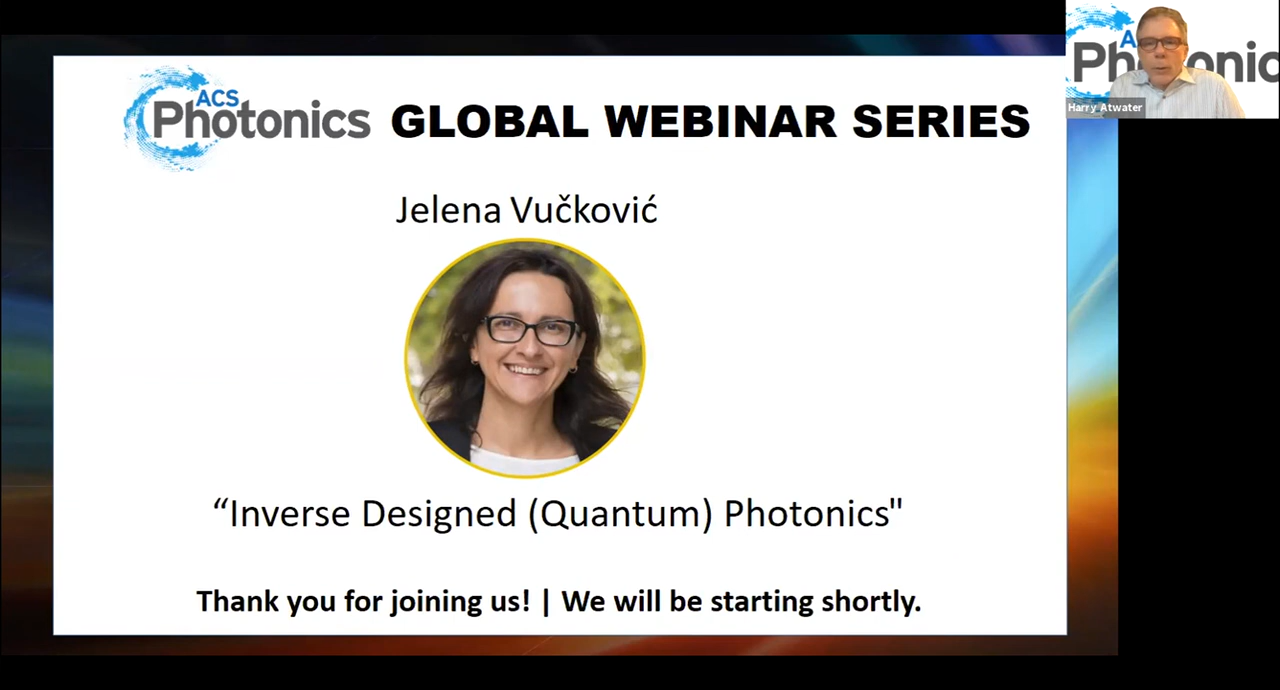 ACS
Photonics GLOBAL WEBINAR SERIES
Jelena Vučković
“Inverse Designed (Quantum) Photonics"
Thank you for joining us! | We will be starting shortly.
Harry Atwater